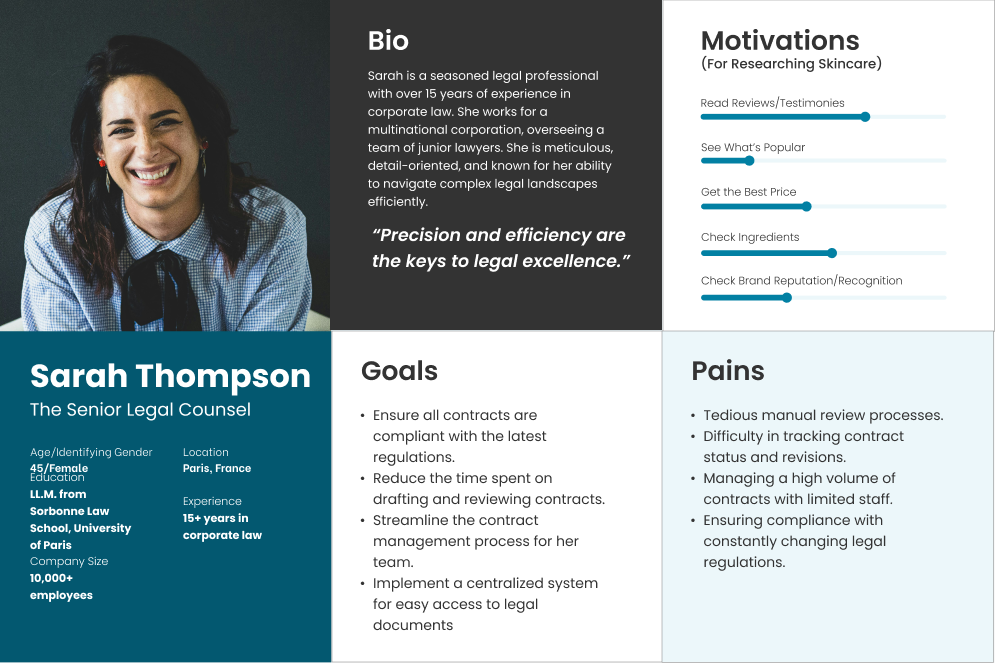 Bio
Sarah is a seasoned legal professional
with over 15 years of experience in
corporate law. She works for a
multinational corporation, overseeing a
team of junior lawyers. She is meticulous,
detail-oriented, and known for her ability
to navigate complex legal landscapes
efficiently.
“Precision and efficiency are
the keys to legal excellence.”
Motivations
(For Researching Skincare)
Read Reviews/Testimonies
See What’s Popular
Get the Best Price
Check Ingredients
Check Brand Reputation/Recognition
Sarah Thompson
The Senior Legal Counsel
Age/Identifying Gender
45/Female
Education
LL.M. from
Sorbonne Law
School, University
of Paris
Company Size
10,000+
employees
Location
Paris, France
Experience
15+ years in
corporate law
Goals
• Ensure all contracts are
compliant with the latest
regulations.
• Reduce the time spent on
drafting and reviewing contracts.
• Streamline the contract
management process for her
team.
• Implement a centralized system
for easy access to legal
documents
Pains
• Tedious manual review processes.
• Difficulty in tracking contract
status and revisions.
• Managing a high volume of
contracts with limited staff.
• Ensuring compliance with
constantly changing legal
regulations.